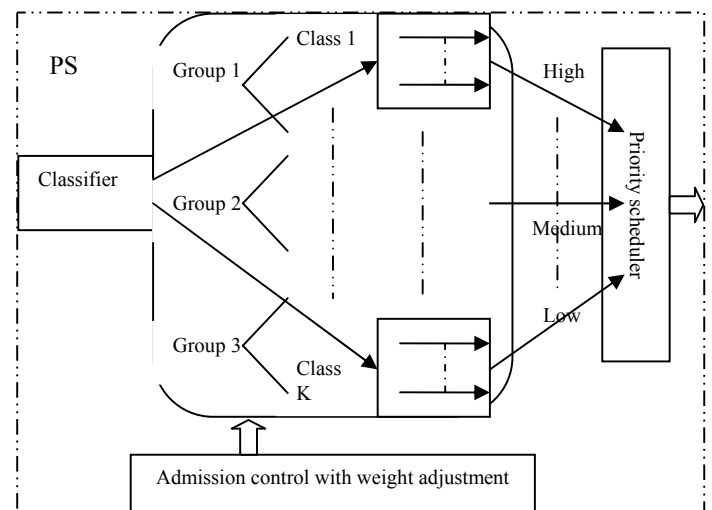 PS
Class 1
Group 1
High
Classifier
Group 2
Medium
Priority scheduler
Low
Group 3
Class
K
Admission control with weight adjustment